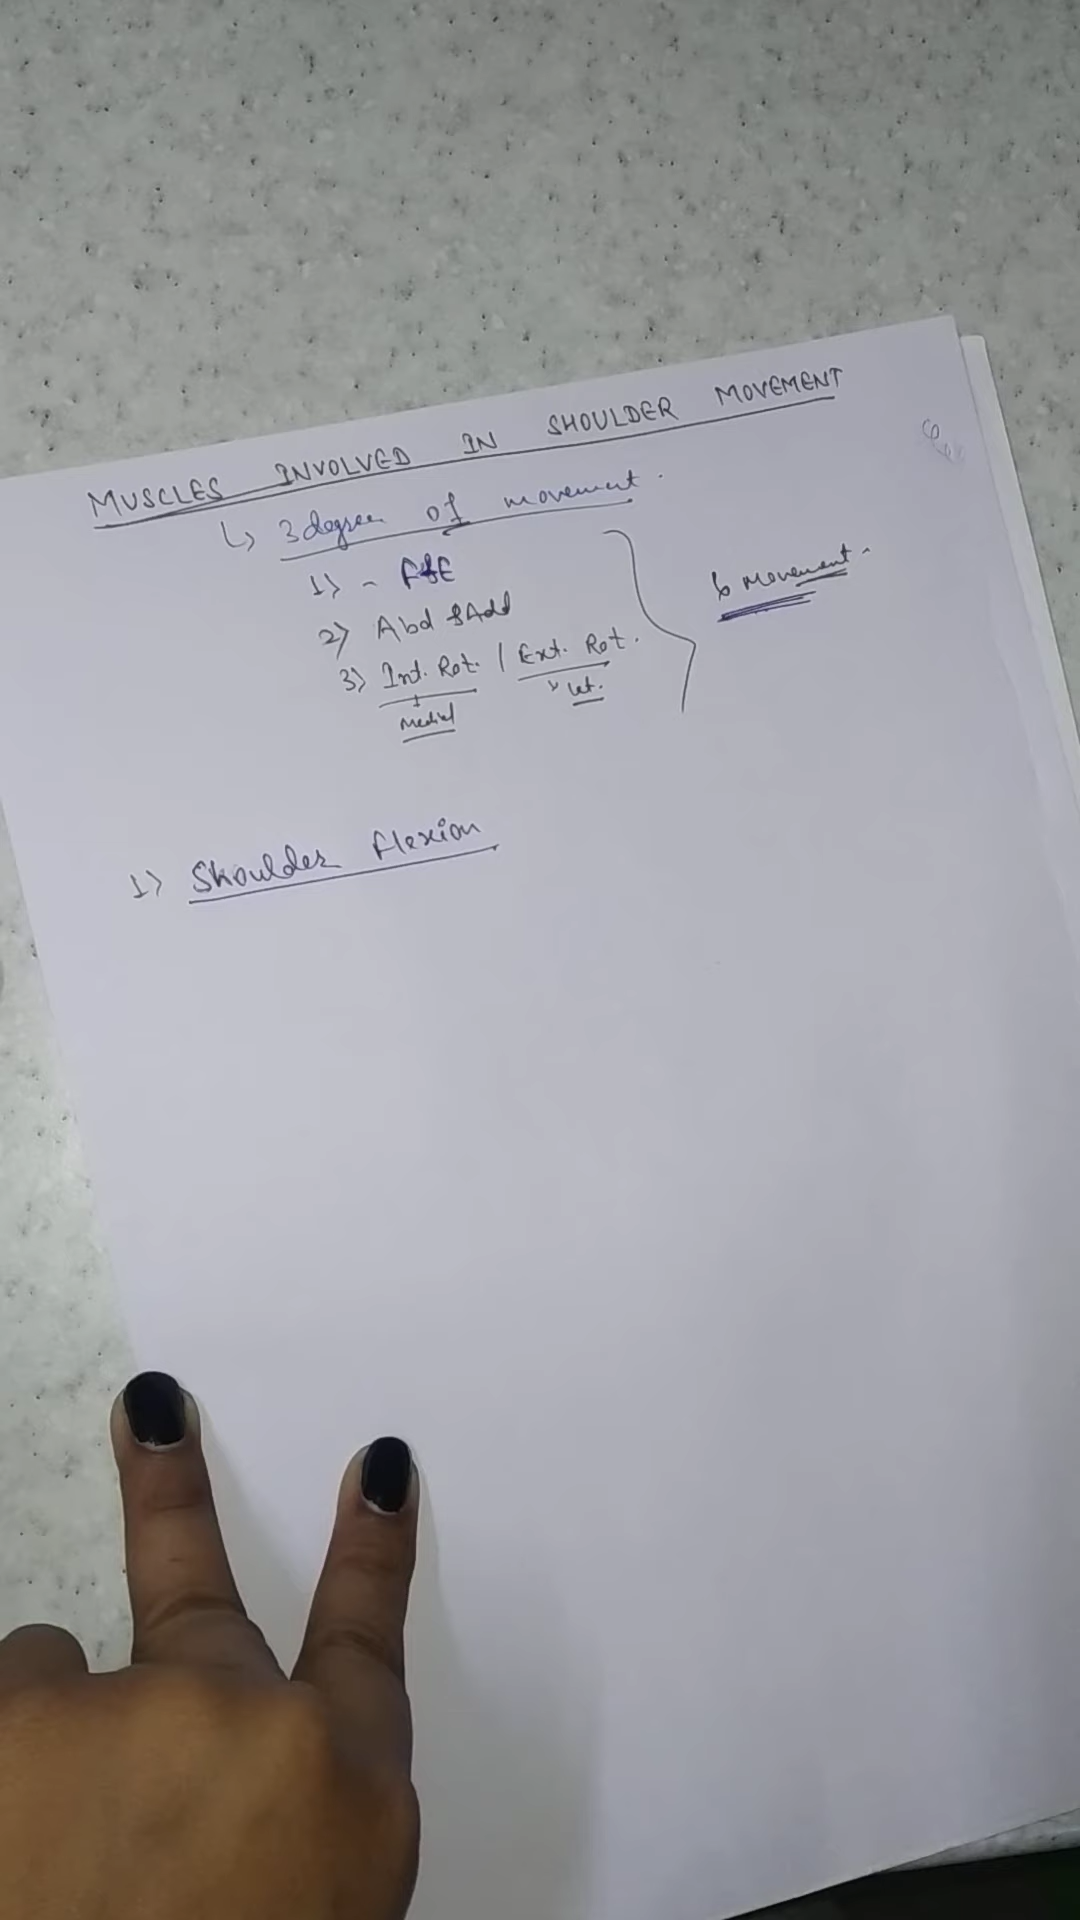 MUSCLES INVOLVED IN SHOULDER MOVEMENT
↳ 3 degree of movement.
1) - F&E
2) Abd & Add
3) Int. Rot. / Ext. Rot.
Medial
Lat.
6 Movement.
1) Shoulder flexion